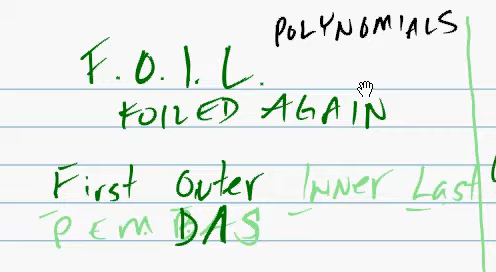 POLYNOMIALS
F.O.I.L.
FOILED AGAIN
First Outer Inner Last
PEMDAS